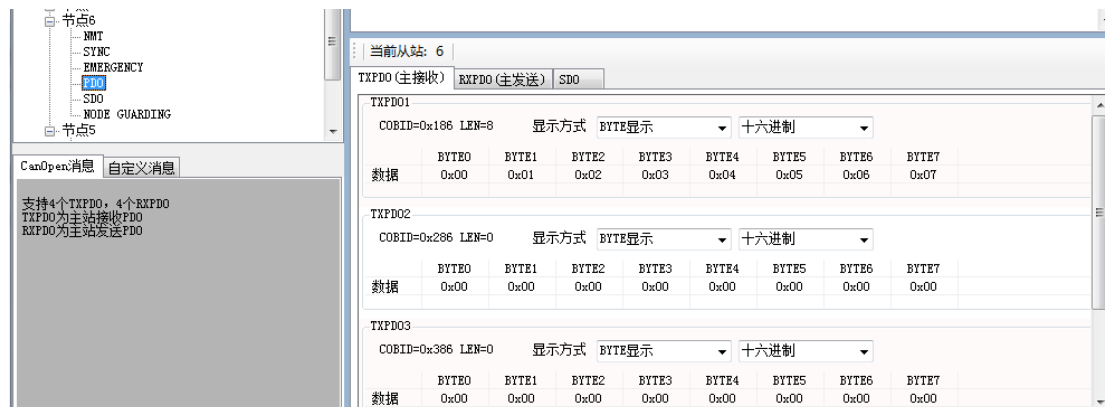 节点6
NMT
SYNC
EMERGENCY
PDO
SDO
NODE GUARDING
节点5
CanOpen消息 自定义消息
支持4个TXPDO，4个RXPDO
TXPDO为主站接收PDO
RXPDO为主站发送PDO
当前从站: 6
TXPDO(主接收) RXPDO(主发送) SDO
TXPDO1
COBID=0x186 LEN=8 显示方式 BYTE显示 十六进制
BYTE0 BYTE1 BYTE2 BYTE3 BYTE4 BYTE5 BYTE6 BYTE7
数据 0x00 0x01 0x02 0x03 0x04 0x05 0x06 0x07
TXPDO2
COBID=0x286 LEN=0 显示方式 BYTE显示 十六进制
BYTE0 BYTE1 BYTE2 BYTE3 BYTE4 BYTE5 BYTE6 BYTE7
数据 0x00 0x00 0x00 0x00 0x00 0x00 0x00 0x00
TXPDO3
COBID=0x386 LEN=0 显示方式 BYTE显示 十六进制
BYTE0 BYTE1 BYTE2 BYTE3 BYTE4 BYTE5 BYTE6 BYTE7
数据 0x00 0x00 0x00 0x00 0x00 0x00 0x00 0x00